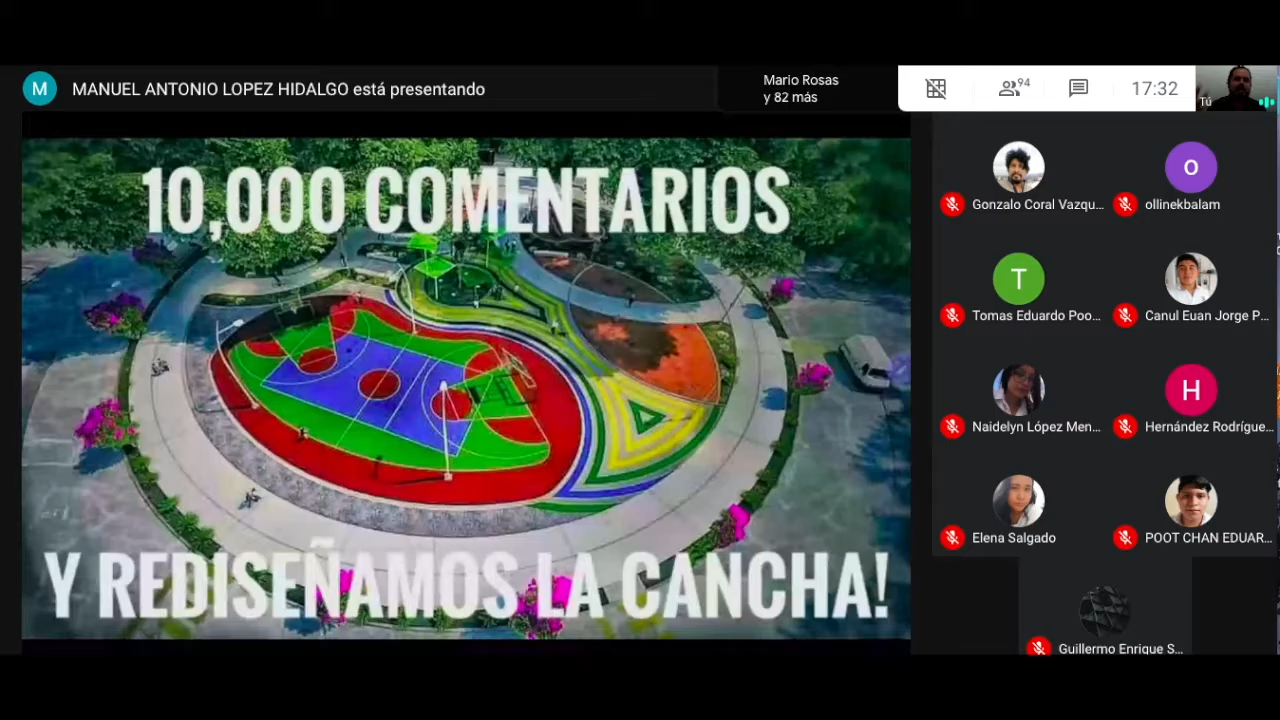 M
MANUEL ANTONIO LOPEZ HIDALGO está presentando
Mario Rosas
y 82 más
94
17:32
Tú
10,000 COMENTARIOS
Y REDISEÑAMOS LA CANCHA!
O
Gonzalo Coral Vazqu...
ollinekbalam
T
Tomas Eduardo Poo...
Canul Euan Jorge P...
H
Naidelyn López Men...
Hernández Rodrígue...
Elena Salgado
POOT CHAN EDUAR...
Guillermo Enrique S...